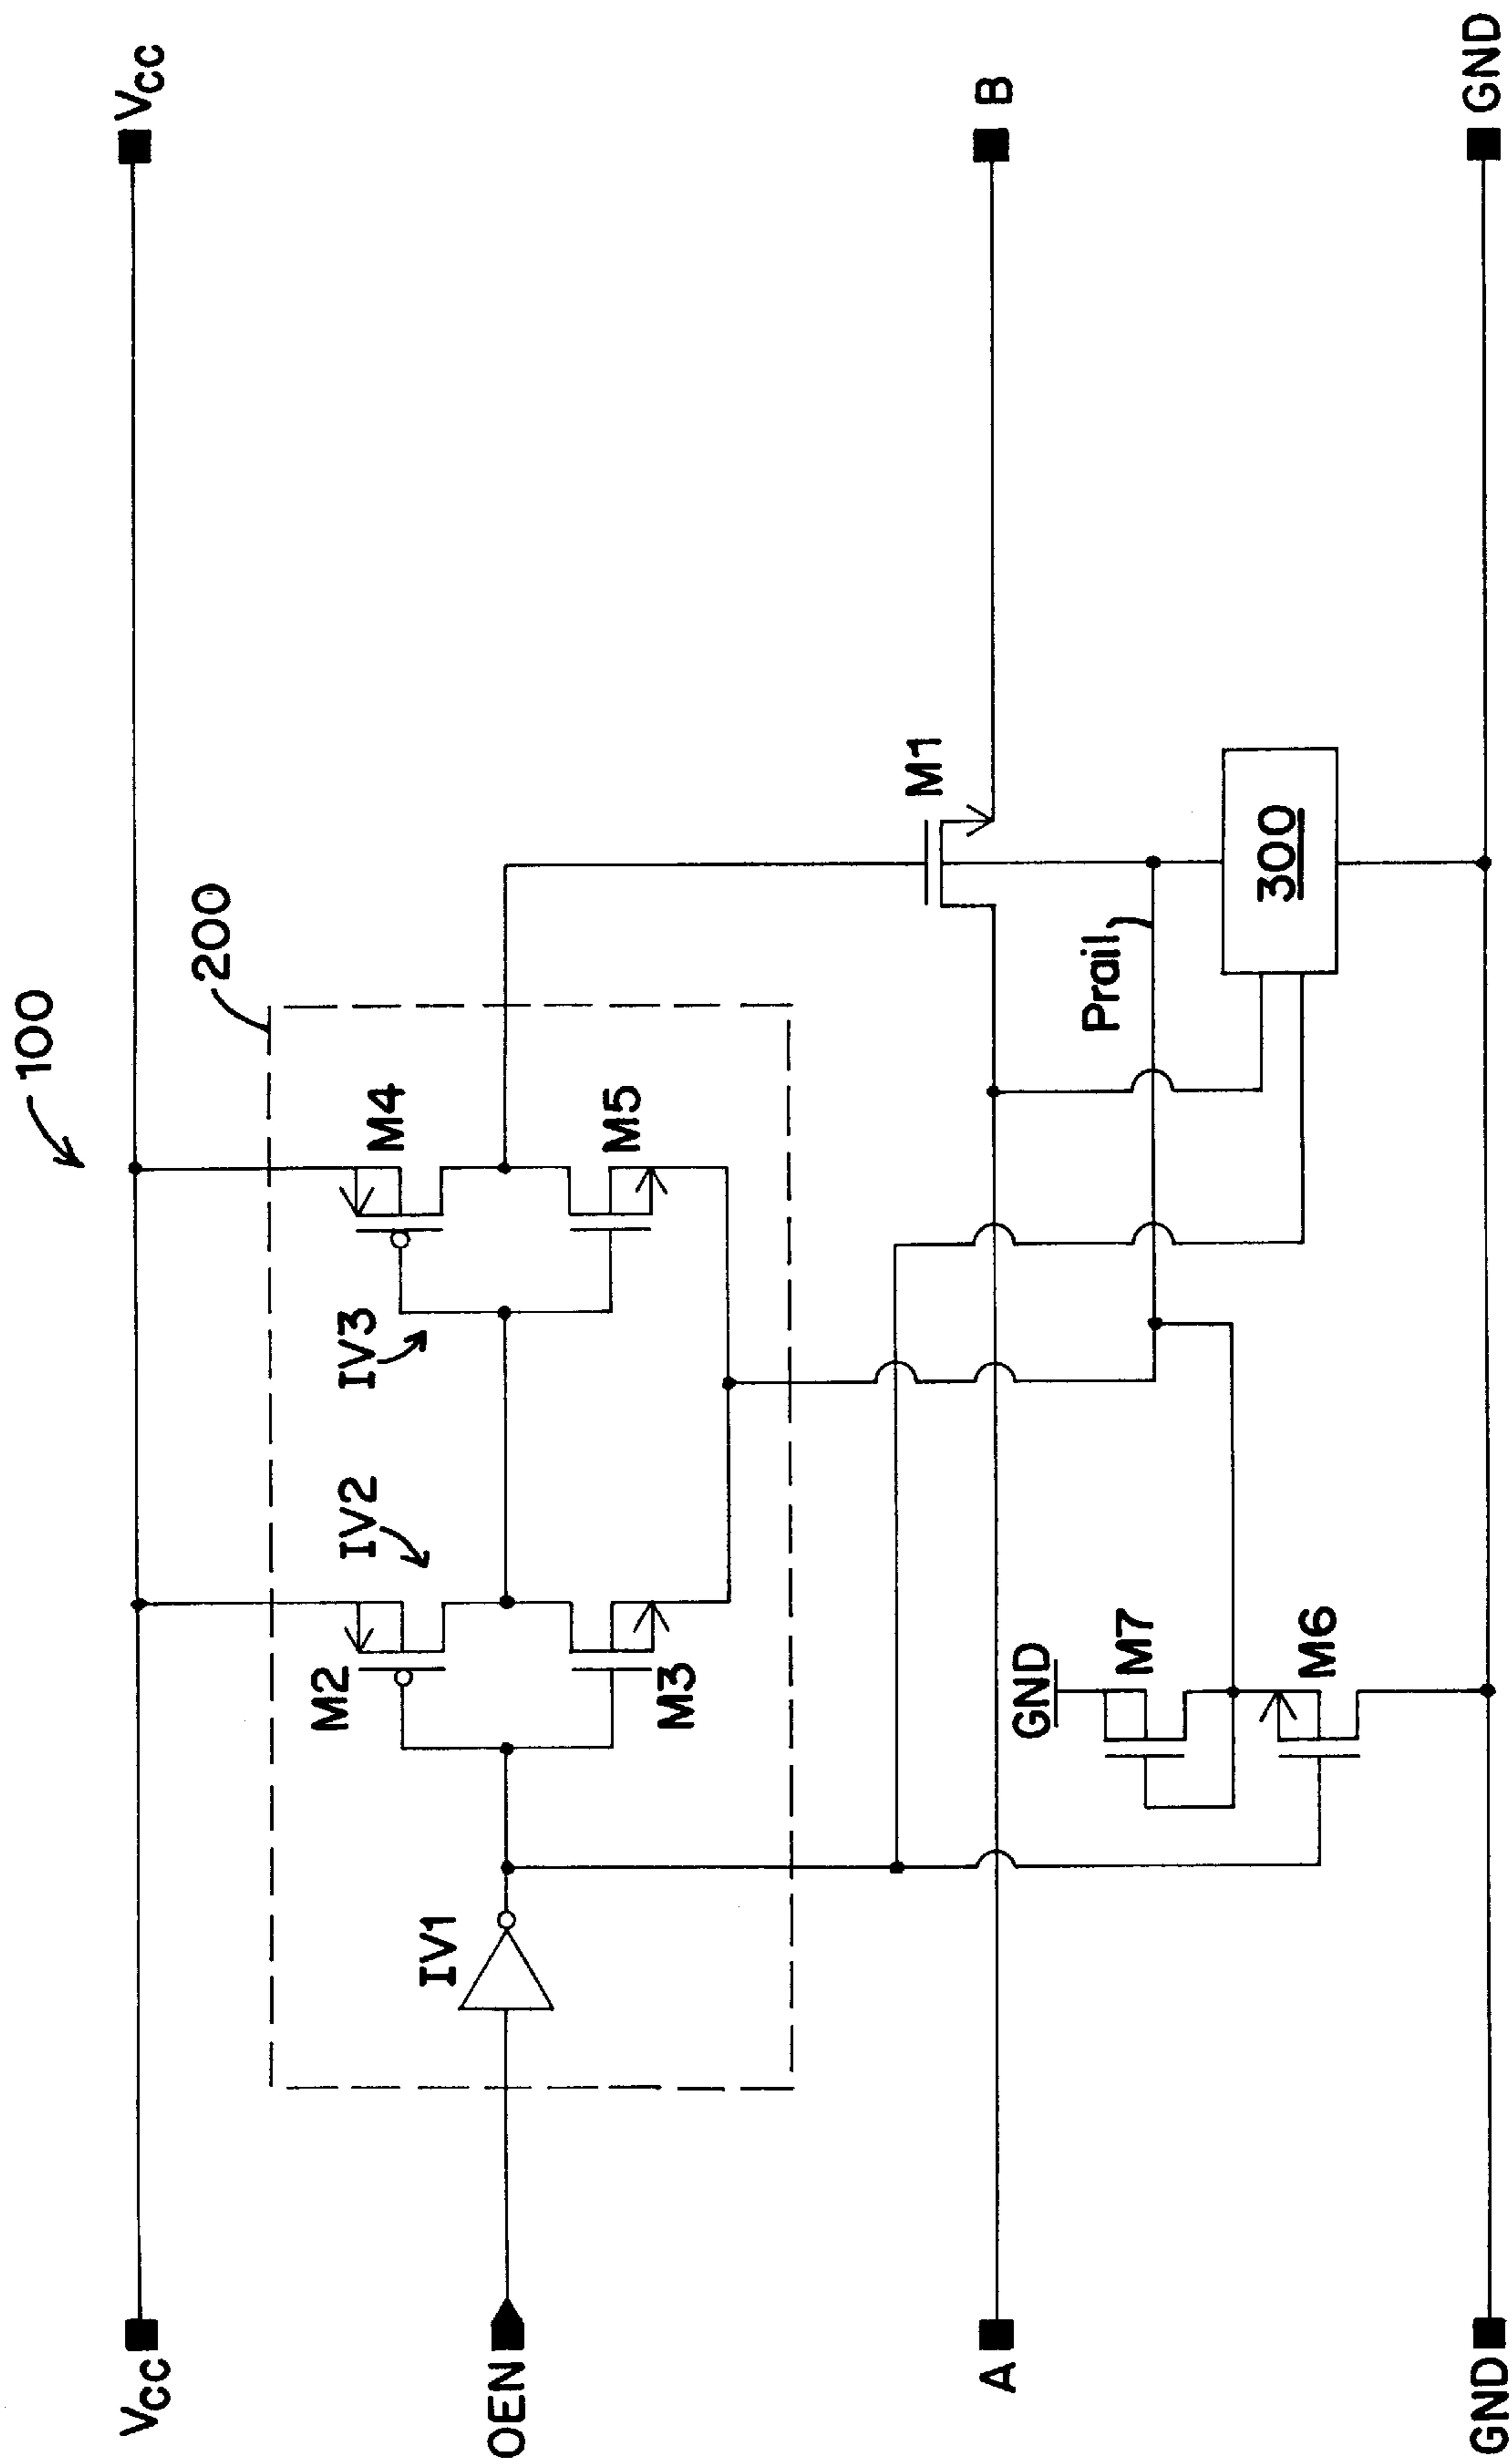 100
Vcc
Vcc
200
M2
IV2
IV3
M4
OEN
IV1
M3
M5
M1
A
B
GND
M7
Prail
M6
300
GND
GND